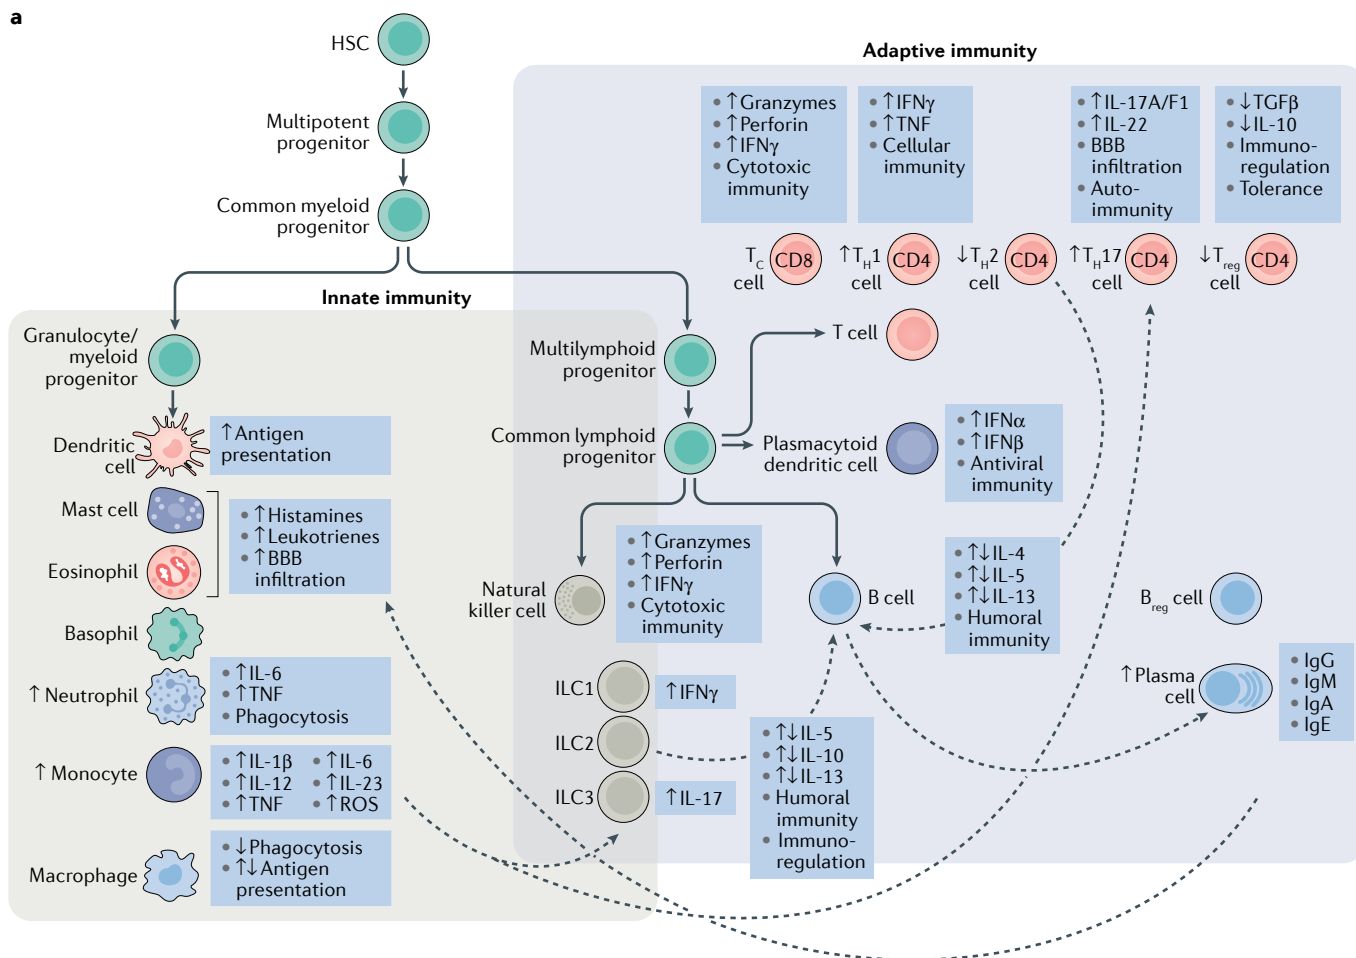 a
HSC
Multipotent
progenitor
Common myeloid
progenitor
Innate immunity
Granulocyte/
myeloid
progenitor
Dendritic
cell
↑Antigen
presentation
Mast cell
Eosinophil
• ↑Histamines
• ↑Leukotrienes
• ↑BBB
infiltration
Basophil
↑Neutrophil
• ↑IL-6
• ↑TNF
• Phagocytosis
↑Monocyte
• ↑IL-1β
• ↑IL-12
• ↑TNF
• ↑IL-6
• ↑IL-23
• ↑ROS
Macrophage
• ↓Phagocytosis
• ↑↓Antigen
presentation
Adaptive immunity
• ↑Granzymes
• ↑Perforin
• ↑IFNγ
• Cytotoxic
immunity
• ↑IFNγ
• ↑TNF
• Cellular
immunity
• ↑IL-17A/F1
• ↑IL-22
• BBB
infiltration
• Auto-
immunity
• ↓TGFβ
• ↓IL-10
• Immuno-
regulation
• Tolerance
TC
cell
CD8
↑TH1
cell
CD4
↓TH2
cell
CD4
↑TH17
cell
CD4
↓Treg
cell
CD4
Multilymphoid
progenitor
T cell
Common lymphoid
progenitor
Plasmacytoid
dendritic cell
• ↑IFNα
• ↑IFNβ
• Antiviral
immunity
Natural
killer cell
• ↑Granzymes
• ↑Perforin
• ↑IFNγ
• Cytotoxic
immunity
B cell
• ↑↓IL-4
• ↑↓IL-5
• ↑↓IL-13
• Humoral
immunity
Breg cell
↑Plasma
cell
• IgG
• IgM
• IgA
• IgE
ILC1
↑IFNγ
ILC2
• ↑↓IL-5
• ↑↓IL-10
• ↑↓IL-13
• Humoral
immunity
• Immuno-
regulation
ILC3
↑IL-17